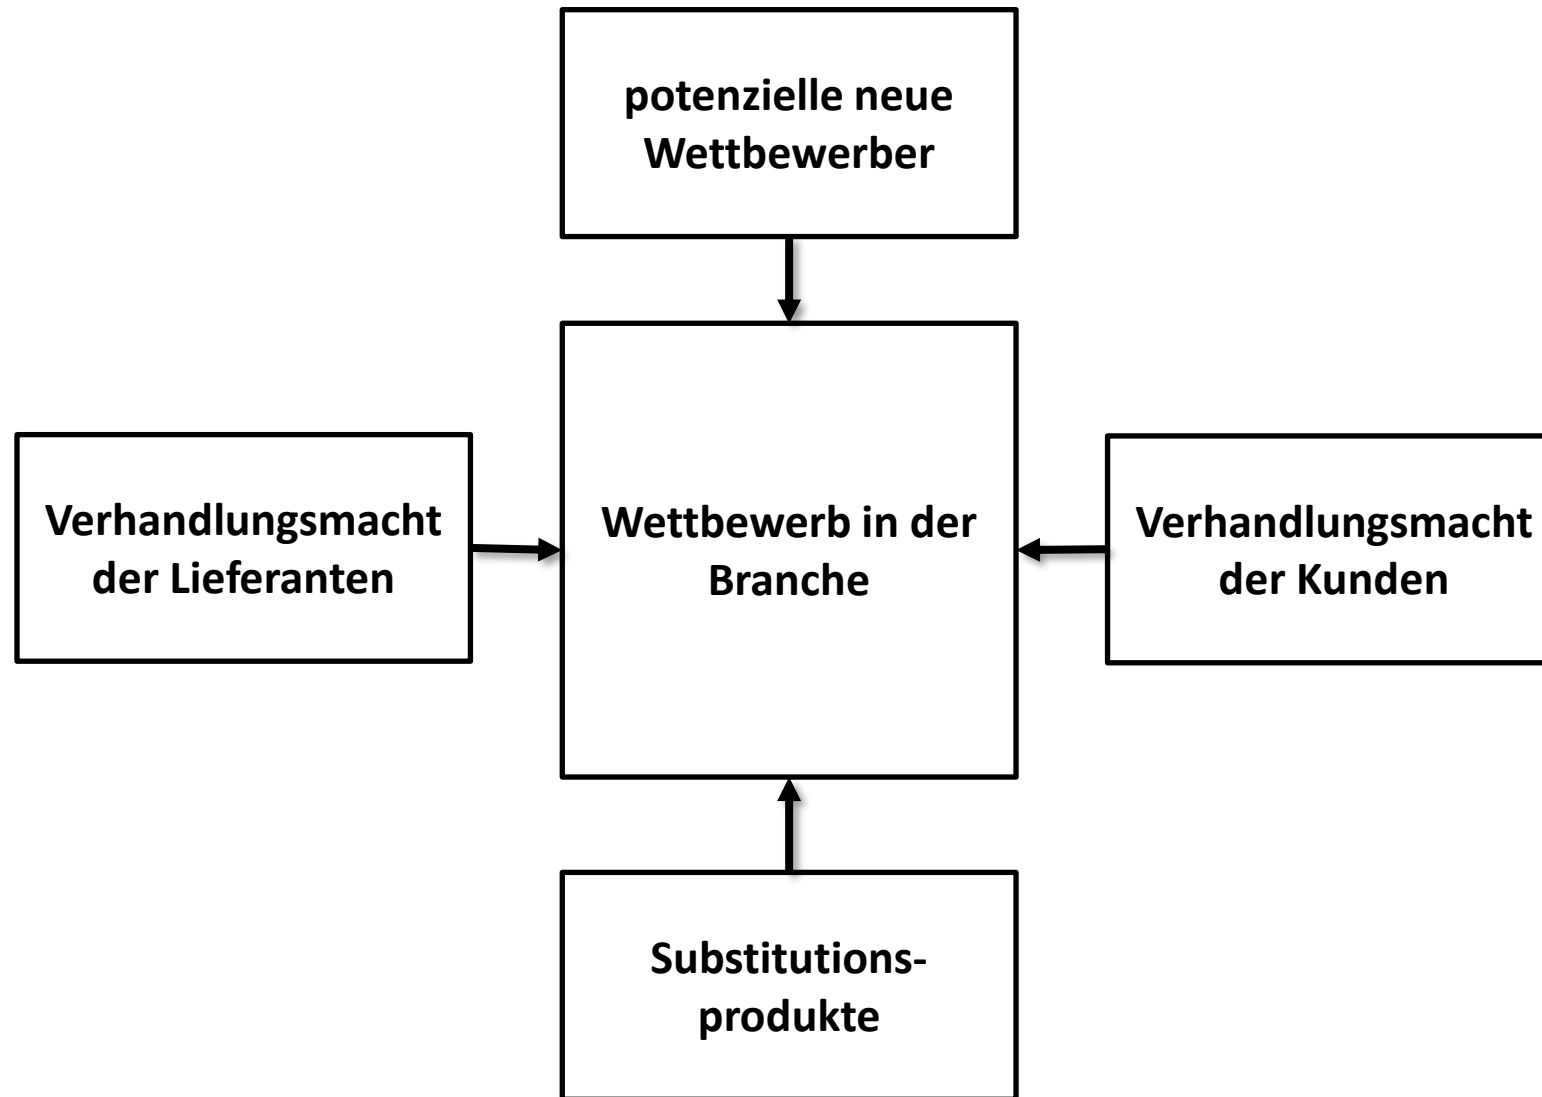 potenzielle neue
Wettbewerber
Verhandlungsmacht
der Lieferanten
Wettbewerb in der
Branche
Verhandlungsmacht
der Kunden
Substitutions-
produkte